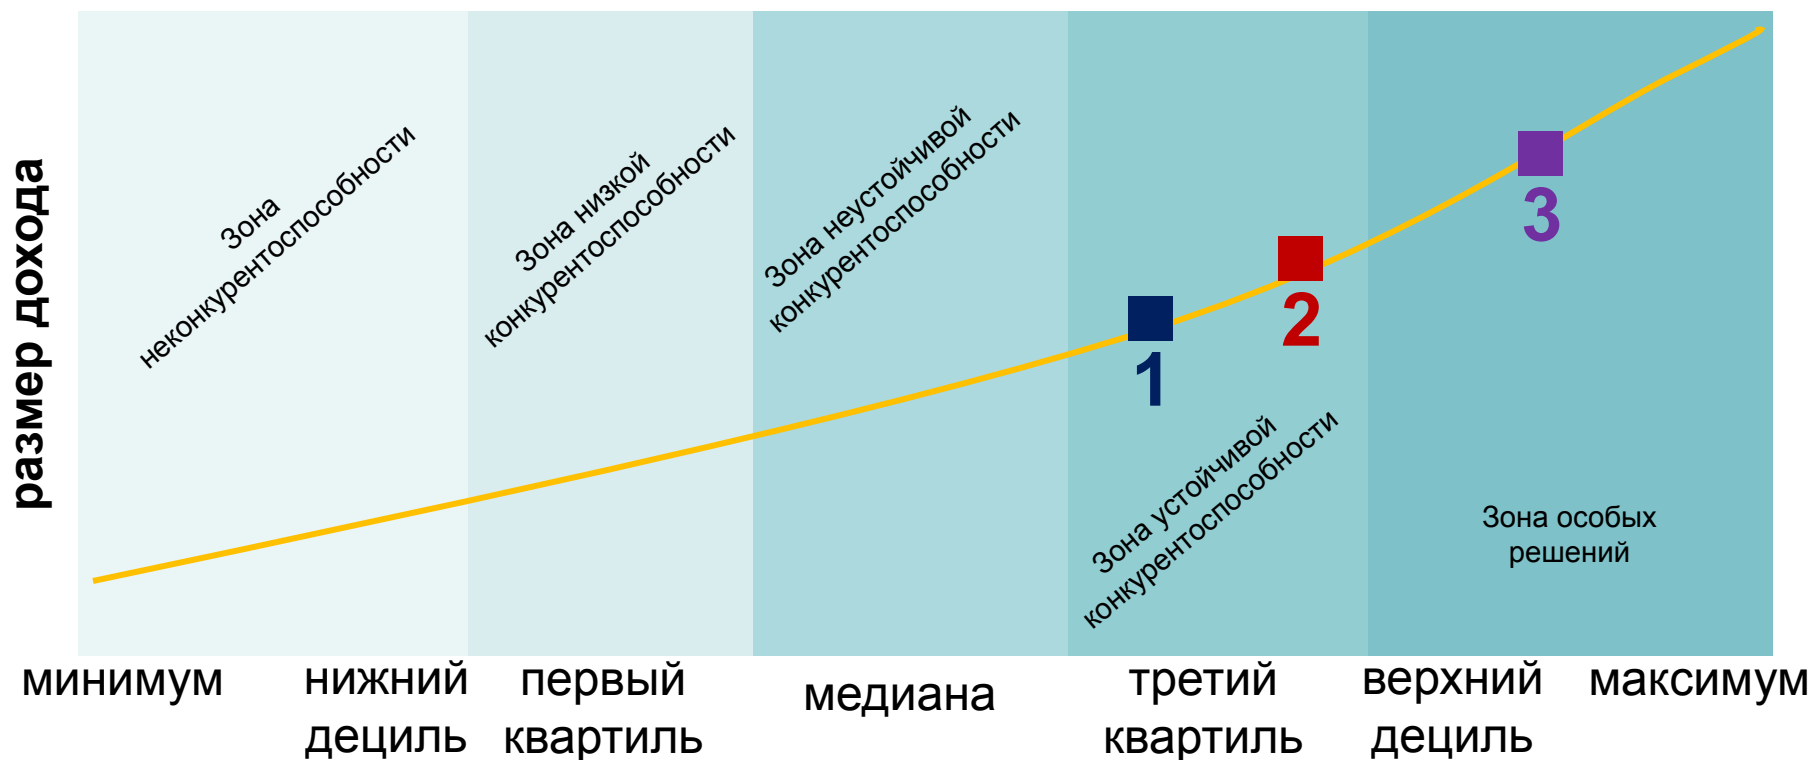 размер дохода
Зона
неконкурентоспособности
Зона низкой
конкурентоспособности
Зона неустойчивой
конкурентоспособности
1
2
3
Зона устойчивой
конкурентоспособности
Зона особых
решений
минимум
нижний
дециль
первый
квартиль
медиана
третий
квартиль
верхний
дециль
максимум